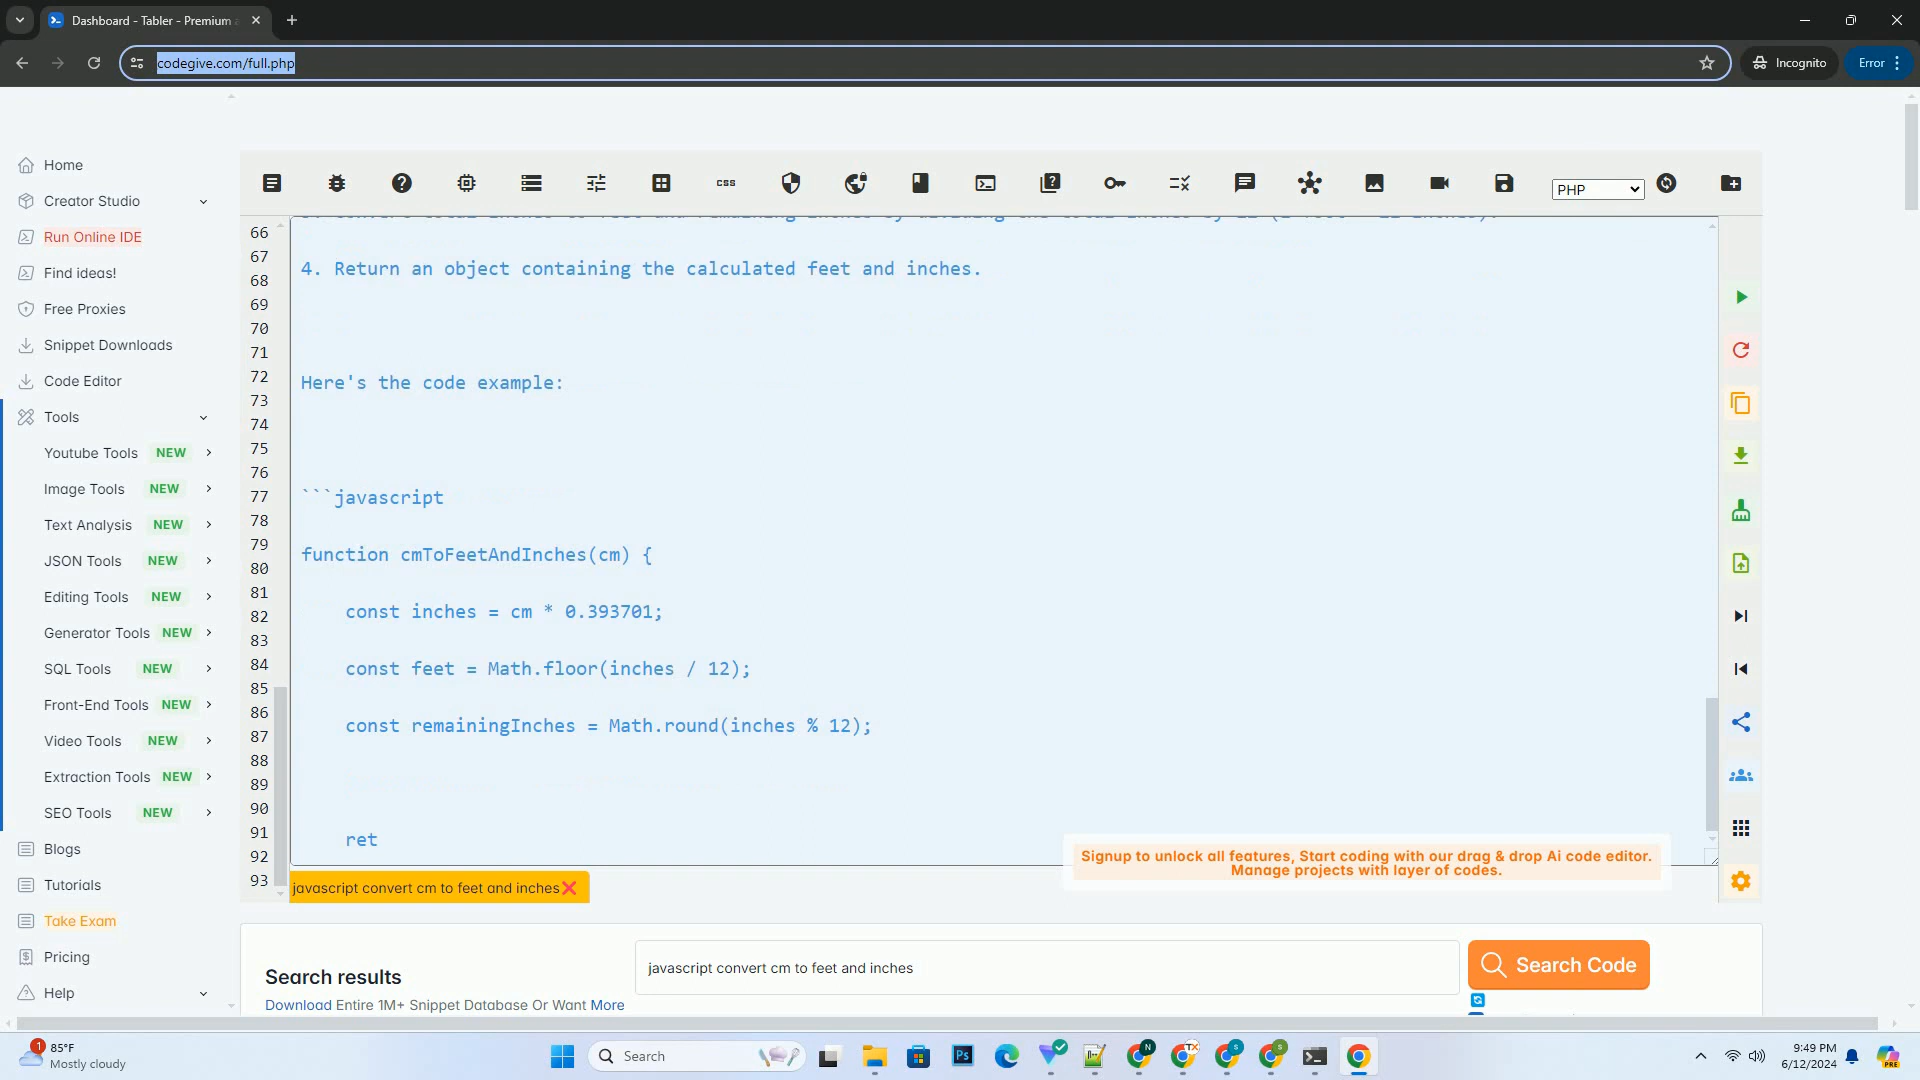 Dashboard - Tabler - Premium
codegive.com/full.php
Incognito
Error
Home
Creator Studio
Run Online IDE
Find ideas!
Free Proxies
Snippet Downloads
Code Editor
Tools
Youtube Tools NEW
Image Tools NEW
Text Analysis NEW
JSON Tools NEW
Editing Tools NEW
Generator Tools NEW
SQL Tools NEW
Front-End Tools NEW
Video Tools NEW
Extraction Tools NEW
SEO Tools NEW
Blogs
Tutorials
Take Exam
Pricing
Help
css
PHP
66
67
68
69
70
71
72
73
74
75
76
77
78
79
80
81
82
83
84
85
86
87
88
89
90
91
92
93
4. Return an object containing the calculated feet and inches.
Here's the code example:
```javascript
function cmToFeetAndInches(cm) {
const inches = cm * 0.393701;
const feet = Math.floor(inches / 12);
const remainingInches = Math.round(inches % 12);
ret
Signup to unlock all features, Start coding with our drag & drop Ai code editor.
Manage projects with layer of codes.
javascript convert cm to feet and inches
Search results
Download Entire 1M+ Snippet Database Or Want More
javascript convert cm to feet and inches
Search Code
1
85°F
Mostly cloudy
Search
Ps
N
TX
S
S
9:49 PM
6/12/2024
PRE